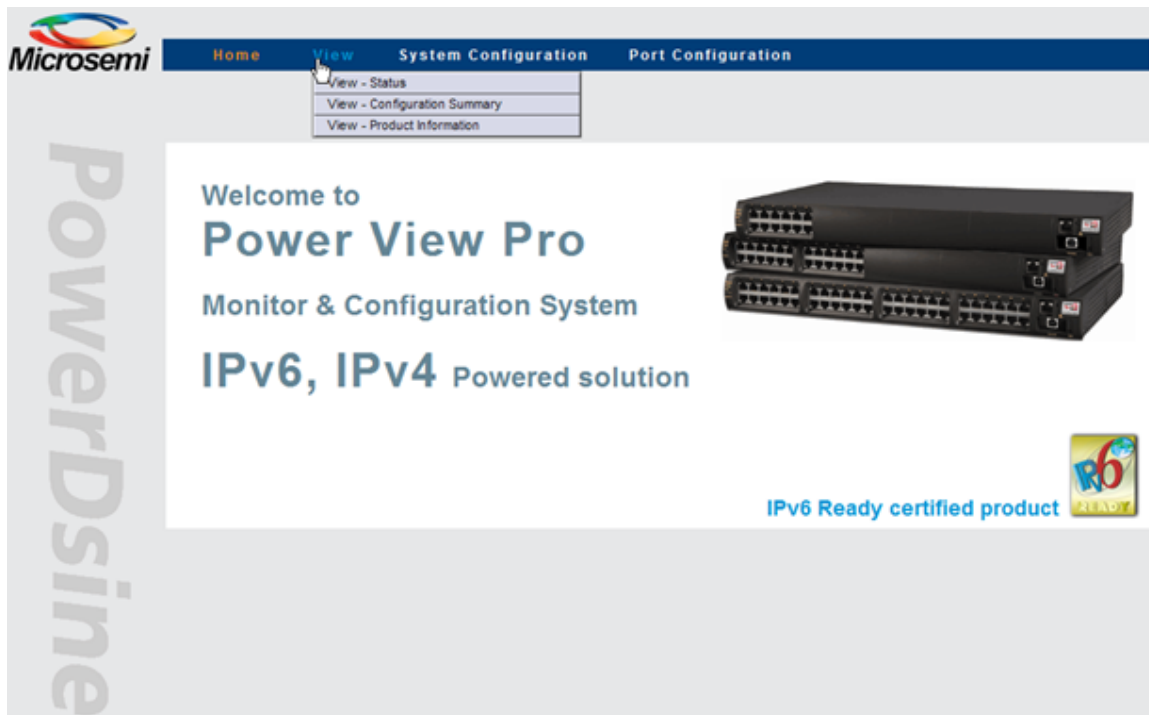 Microsemi
Home View System Configuration Port Configuration
View - Status
View - Configuration Summary
View - Product Information
PowerDsine
Welcome to
Power View Pro
Monitor & Configuration System
IPv6, IPv4 Powered solution
IPv6 Ready certified product
IPv6
READY